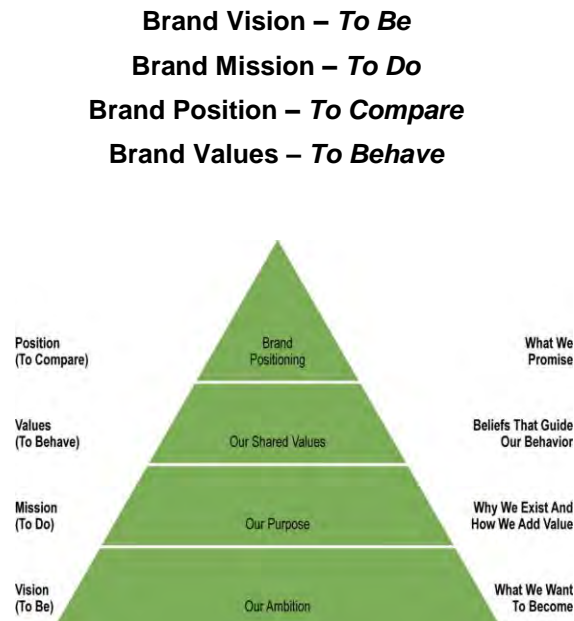 Brand Vision – To Be
Brand Mission – To Do
Brand Position – To Compare
Brand Values – To Behave
Position
(To Compare)
Brand
Positioning
What We
Promise
Values
(To Behave)
Our Shared Values
Beliefs That Guide
Our Behavior
Mission
(To Do)
Our Purpose
Why We Exist And
How We Add Value
Vision
(To Be)
Our Ambition
What We Want
To Become